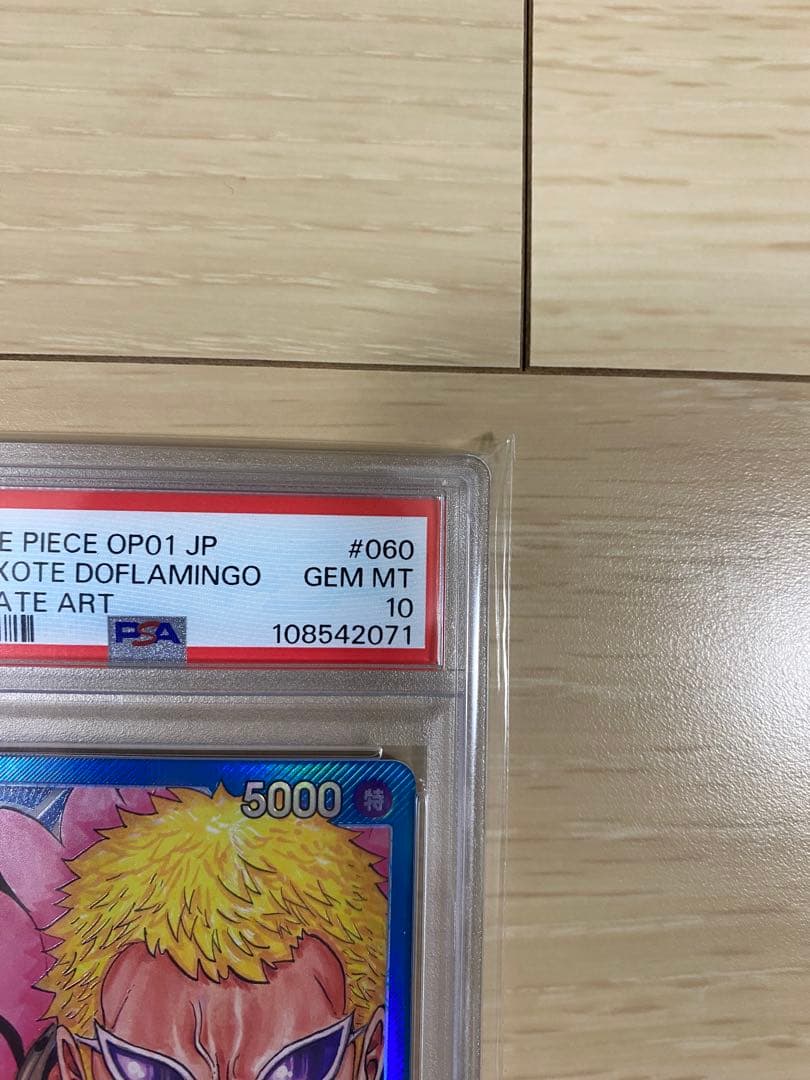 E PIECE OP01 JP #060
XOTE DOFLAMINGO GEM MT
ATE ART 10
PSA 108542071
5000 特